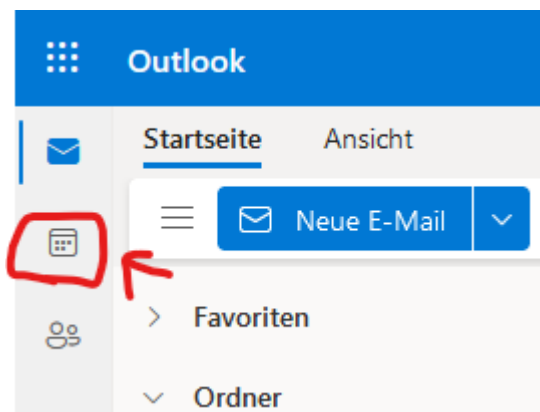 Outlook
Startseite Ansicht
Neue E-Mail
Favoriten
Ordner